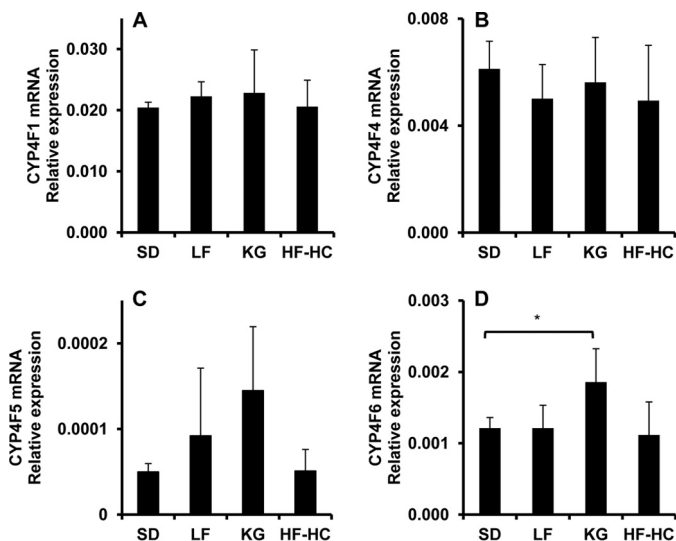 A
CYP4F1 mRNA
Relative expression
0.030
0.020
0.010
0.000
SD LF KG HF-HC
B
CYP4F4 mRNA
Relative expression
0.008
0.004
0.000
SD LF KG HF-HC
C
CYP4F5 mRNA
Relative expression
0.0002
0.0001
0
SD LF KG HF-HC
D
CYP4F6 mRNA
Relative expression
0.003
0.002
0.001
0.000
*
SD LF KG HF-HC